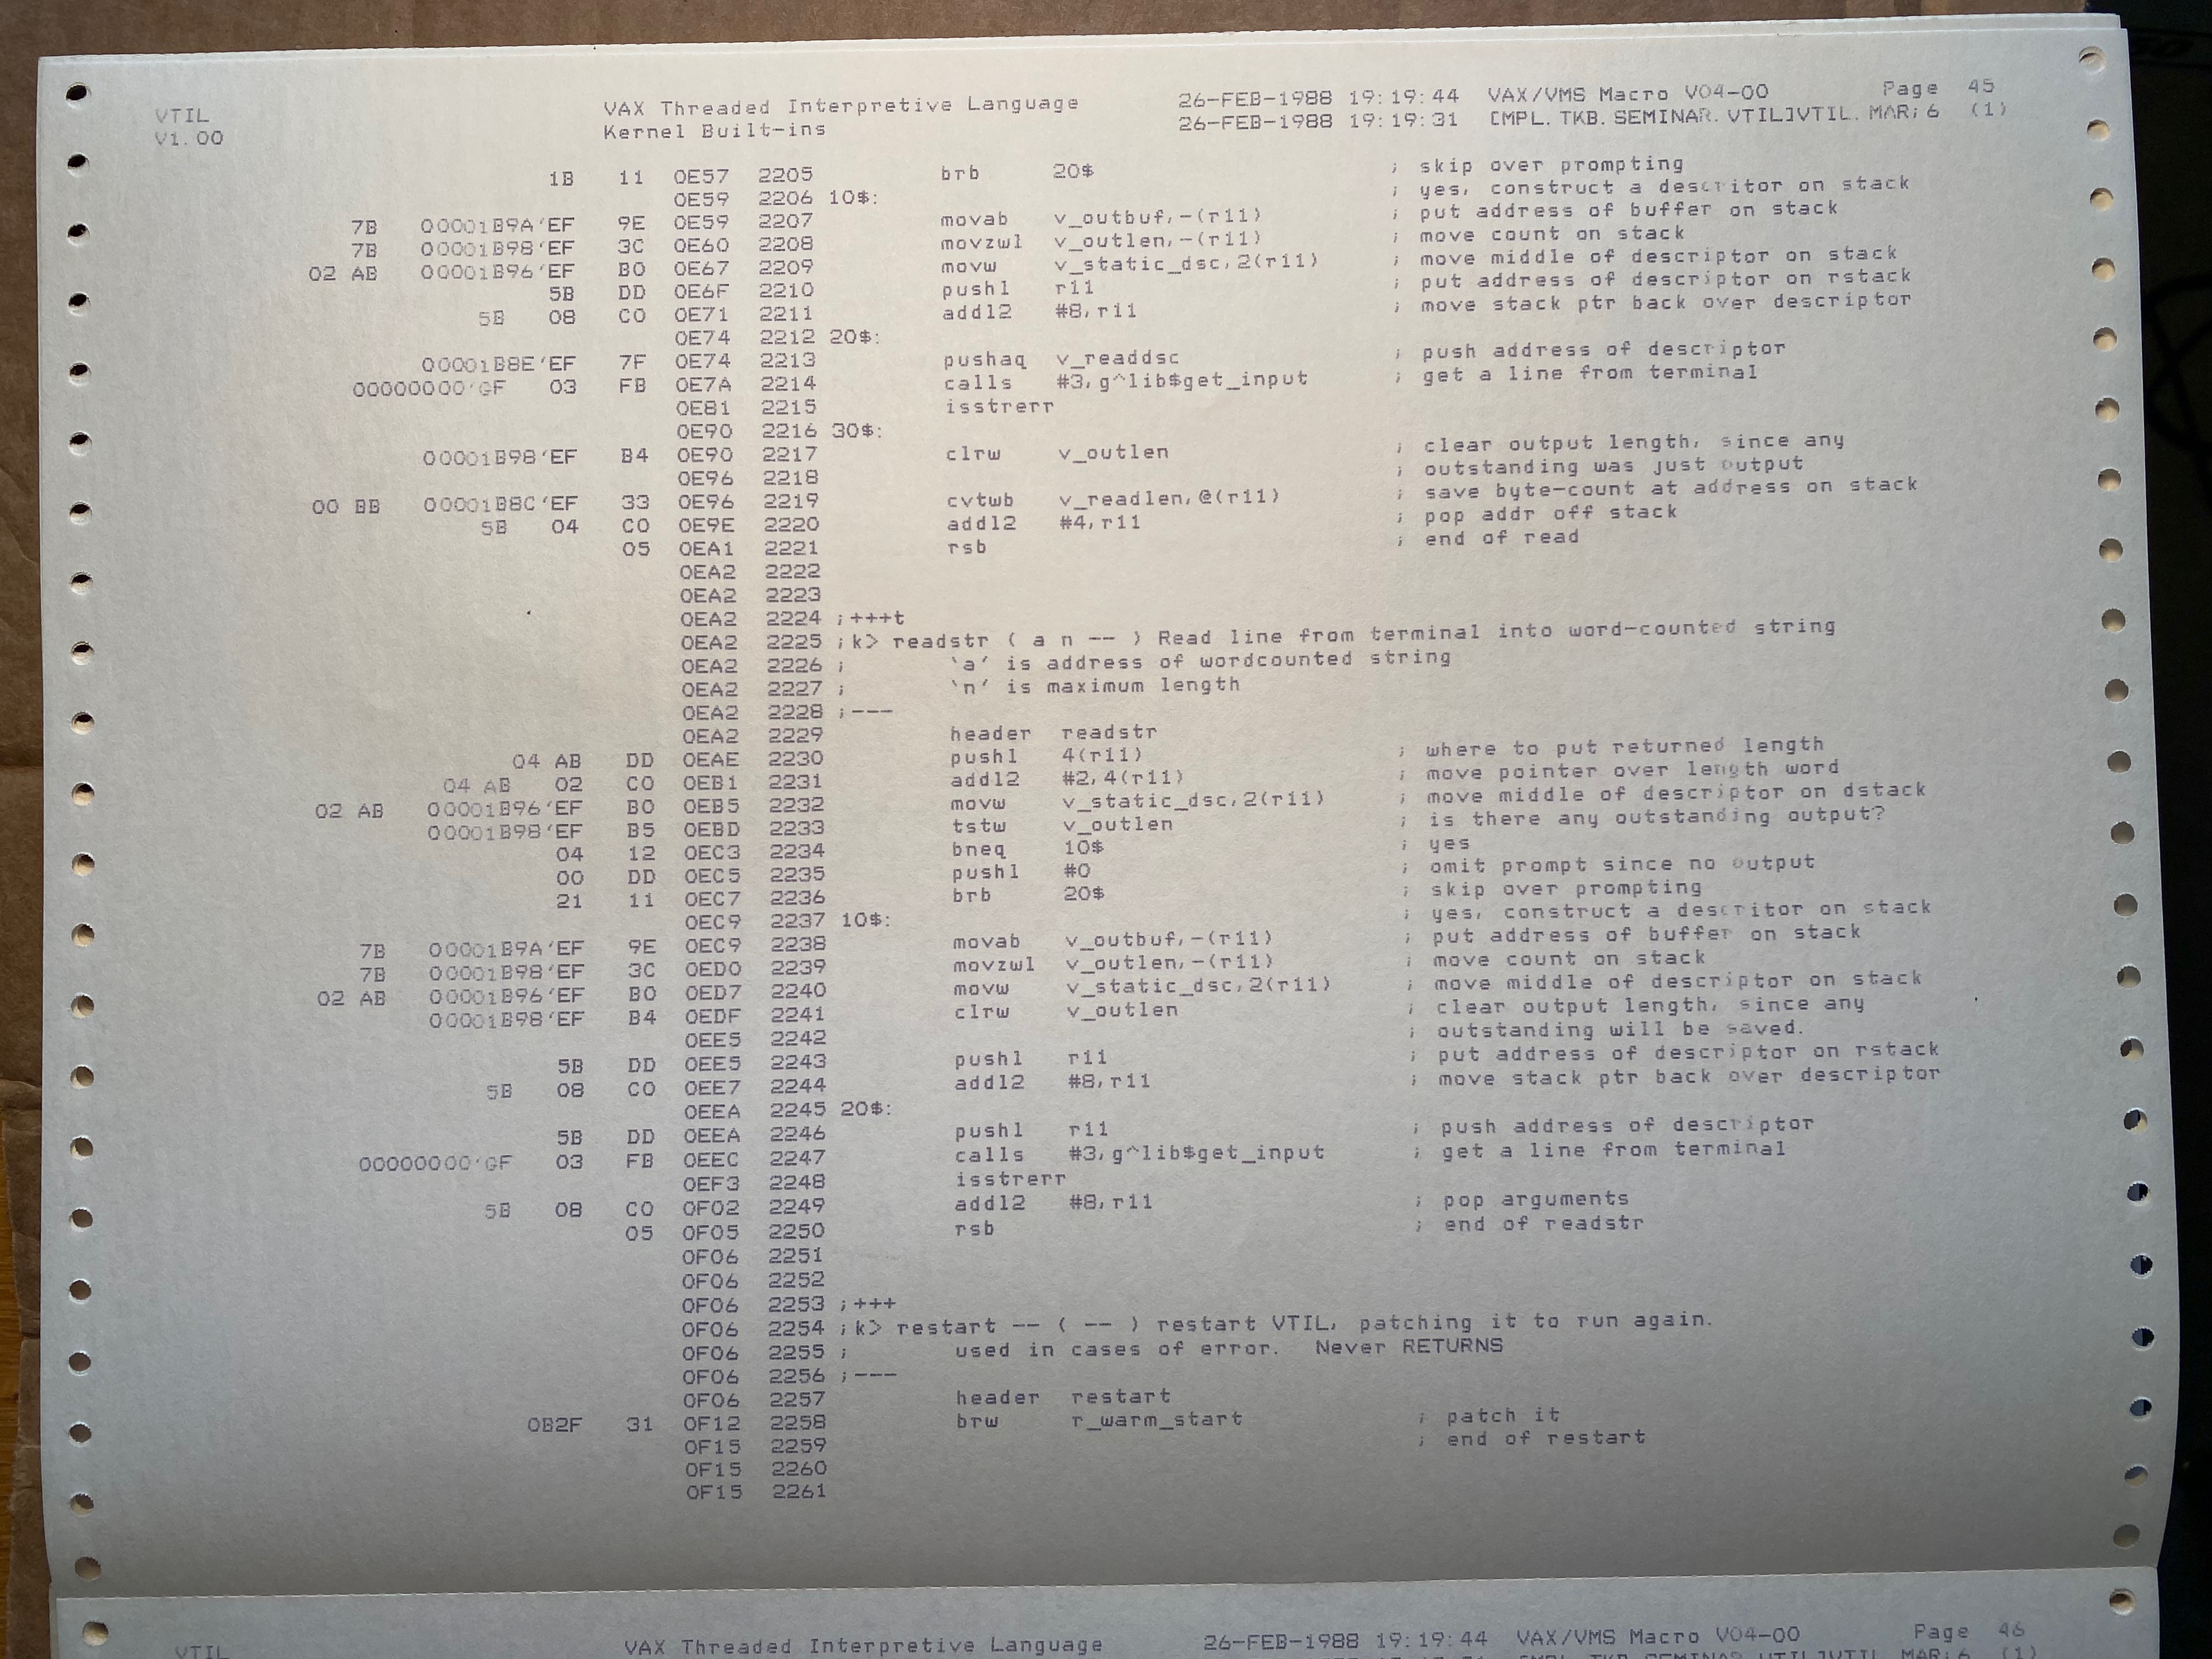 VTIL VAX Threaded Interpretive Language 26-FEB-1988 19:19:44 VAX/VMS Macro V04-00 Page 45
V1.00 Kernel Built-ins 26-FEB-1988 19:19:31 [MPL.TKB.SEMINAR.VTIL]VTIL.MAR;6 (1)
1B 11 0E57 2205 brb 20$ ; skip over prompting
0E59 2206 10$: ; yes, construct a descritor on stack
7B 00001B9A'EF 9E 0E59 2207 movab v_outbuf,-(r11) ; put address of buffer on stack
7B 00001B98'EF 3C 0E60 2208 movzwl v_outlen,-(r11) ; move count on stack
02 AB 00001B96'EF B0 0E67 2209 movw v_static_dsc,2(r11) ; move middle of descriptor on stack
5B DD 0E6F 2210 pushl r11 ; put address of descriptor on rstack
5B 08 C0 0E71 2211 addl2 #8,r11 ; move stack ptr back over descriptor
0E74 2212 20$:
00001B8E'EF 7F 0E74 2213 pushaq v_readdsc ; push address of descriptor
00000000'GF 03 FB 0E7A 2214 calls #3,g^lib$get_input ; get a line from terminal
0E81 2215 isstrerr
0E90 2216 30$:
00001B98'EF B4 0E90 2217 clrw v_outlen ; clear output length, since any
0E96 2218 ; outstanding was just output
00 BB 00001B8C'EF 33 0E96 2219 cvtwb v_readlen,@(r11) ; save byte-count at address on stack
5B 04 C0 0E9E 2220 addl2 #4,r11 ; pop addr off stack
05 0EA1 2221 rsb ; end of read
0EA2 2222
0EA2 2223
0EA2 2224 ;+++t
0EA2 2225 ;k> readstr ( a n -- ) Read line from terminal into word-counted string
0EA2 2226 ; `a' is address of wordcounted string
0EA2 2227 ; `n' is maximum length
0EA2 2228 ;---
0EA2 2229 header readstr
04 AB DD 0EAE 2230 pushl 4(r11) ; where to put returned length
04 AB 02 C0 0EB1 2231 addl2 #2,4(r11) ; move pointer over length word
02 AB 00001B96'EF B0 0EB5 2232 movw v_static_dsc,2(r11) ; move middle of descriptor on dstack
00001B98'EF B5 0EBD 2233 tstw v_outlen ; is there any outstanding output?
04 12 0EC3 2234 bneq 10$ ; yes
00 DD 0EC5 2235 pushl #0 ; omit prompt since no output
21 11 0EC7 2236 brb 20$ ; skip over prompting
0EC9 2237 10$: ; yes, construct a descritor on stack
7B 00001B9A'EF 9E 0EC9 2238 movab v_outbuf,-(r11) ; put address of buffer on stack
7B 00001B98'EF 3C 0ED0 2239 movzwl v_outlen,-(r11) ; move count on stack
02 AB 00001B96'EF B0 0ED7 2240 movw v_static_dsc,2(r11) ; move middle of descriptor on stack
00001B98'EF B4 0EDF 2241 clrw v_outlen ; clear output length, since any
0EE5 2242 ; outstanding will be saved.
5B DD 0EE5 2243 pushl r11 ; put address of descriptor on rstack
5B 08 C0 0EE7 2244 addl2 #8,r11 ; move stack ptr back over descriptor
0EEA 2245 20$:
5B DD 0EEA 2246 pushl r11 ; push address of descriptor
00000000'GF 03 FB 0EEC 2247 calls #3,g^lib$get_input ; get a line from terminal
0EF3 2248 isstrerr
5B 08 C0 0F02 2249 addl2 #8,r11 ; pop arguments
05 0F05 2250 rsb ; end of readstr
0F06 2251
0F06 2252
0F06 2253 ;+++
0F06 2254 ;k> restart -- ( -- ) restart VTIL, patching it to run again.
0F06 2255 ; used in cases of error. Never RETURNS
0F06 2256 ;---
0F06 2257 header restart
0B2F 31 0F12 2258 brw r_warm_start ; patch it
0F15 2259 ; end of restart
0F15 2260
0F15 2261
VTIL VAX Threaded Interpretive Language 26-FEB-1988 19:19:44 VAX/VMS Macro V04-00 Page 46